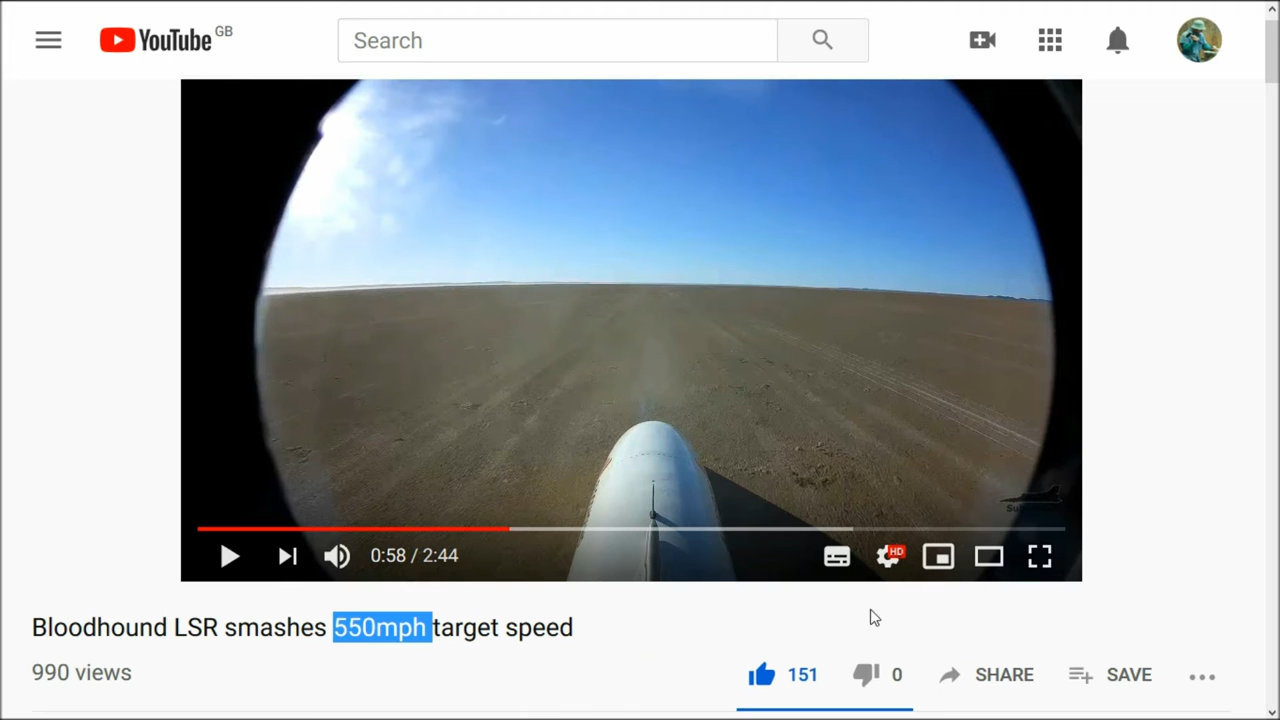 YouTube GB
Search
0:58 / 2:44
HD
Bloodhound LSR smashes 550mph target speed
990 views
151
0
SHARE
SAVE